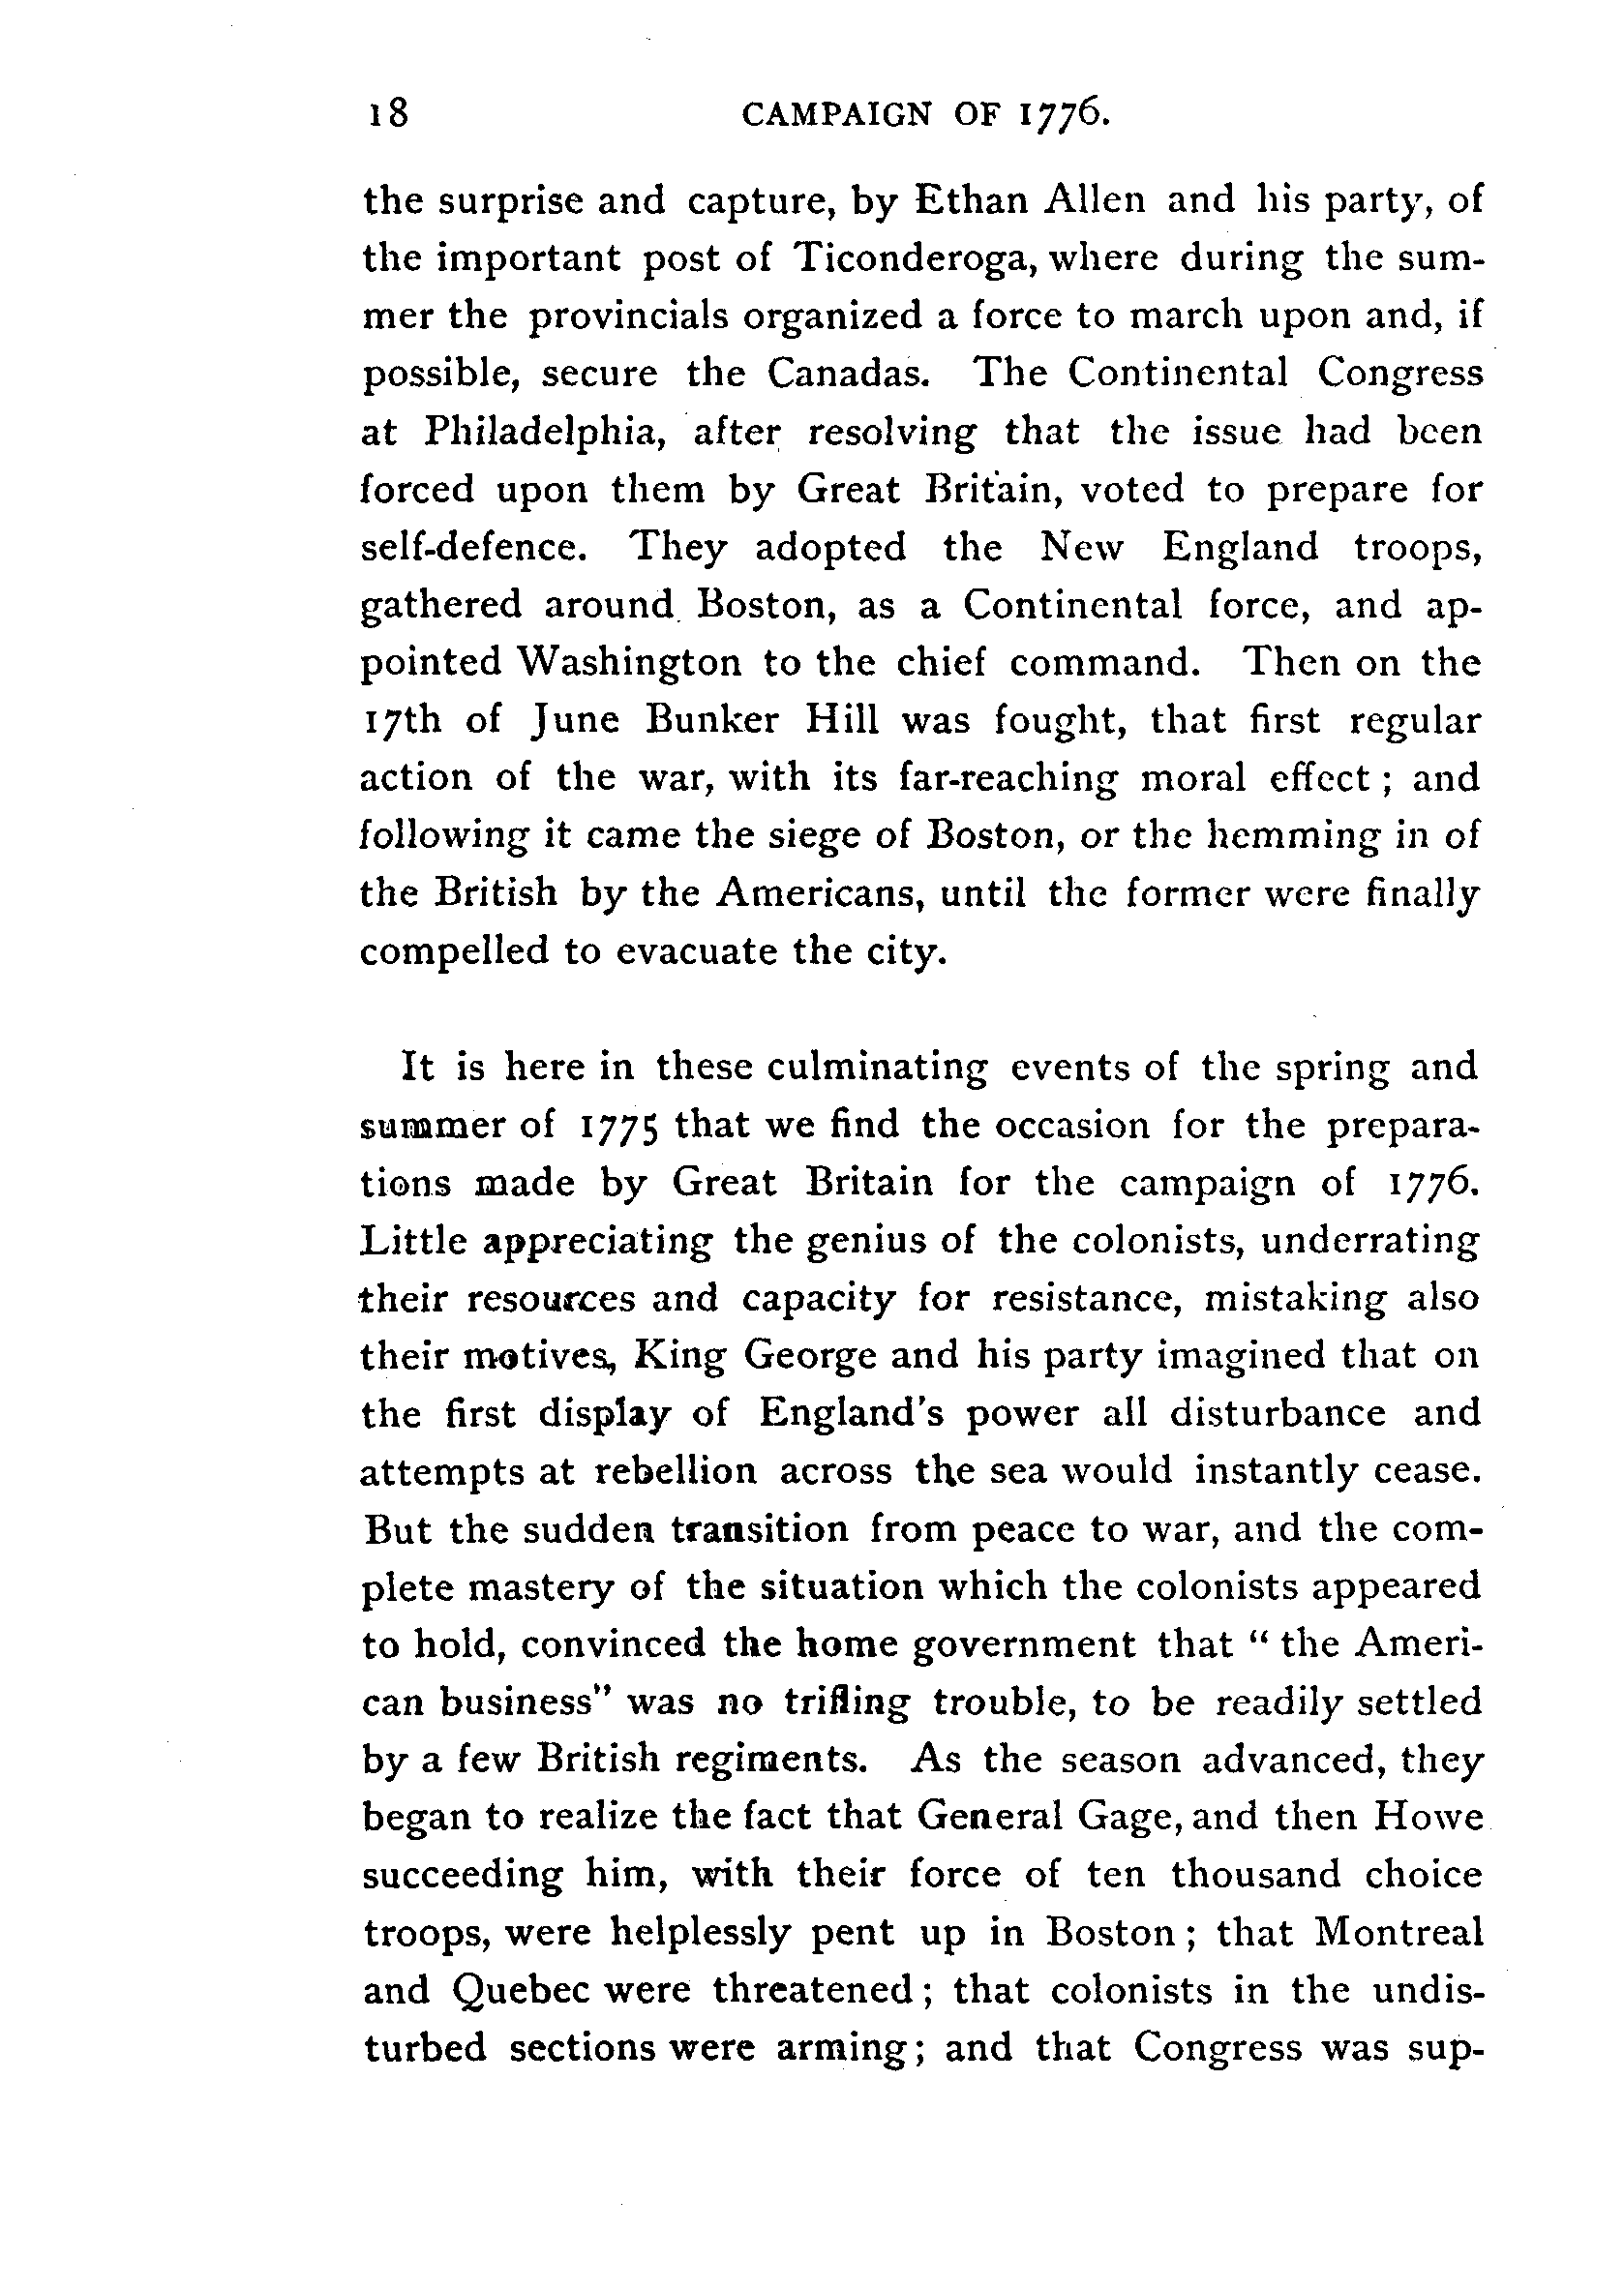 18 CAMPAIGN OF 1776.
the surprise and capture, by Ethan Allen and his party, of
the important post of Ticonderoga, where during the sum-
mer the provincials organized a force to march upon and, if
possible, secure the Canadas. The Continental Congress
at Philadelphia, after resolving that the issue had been
forced upon them by Great Britain, voted to prepare for
self-defence. They adopted the New England troops,
gathered around Boston, as a Continental force, and ap-
pointed Washington to the chief command. Then on the
17th of June Bunker Hill was fought, that first regular
action of the war, with its far-reaching moral effect; and
following it came the siege of Boston, or the hemming in of
the British by the Americans, until the former were finally
compelled to evacuate the city.
It is here in these culminating events of the spring and
summer of 1775 that we find the occasion for the prepara-
tions made by Great Britain for the campaign of 1776.
Little appreciating the genius of the colonists, underrating
their resources and capacity for resistance, mistaking also
their motives, King George and his party imagined that on
the first display of England's power all disturbance and
attempts at rebellion across the sea would instantly cease.
But the sudden transition from peace to war, and the com-
plete mastery of the situation which the colonists appeared
to hold, convinced the home government that "the Ameri-
can business" was no trifling trouble, to be readily settled
by a few British regiments. As the season advanced, they
began to realize the fact that General Gage, and then Howe
succeeding him, with their force of ten thousand choice
troops, were helplessly pent up in Boston; that Montreal
and Quebec were threatened; that colonists in the undis-
turbed sections were arming; and that Congress was sup-